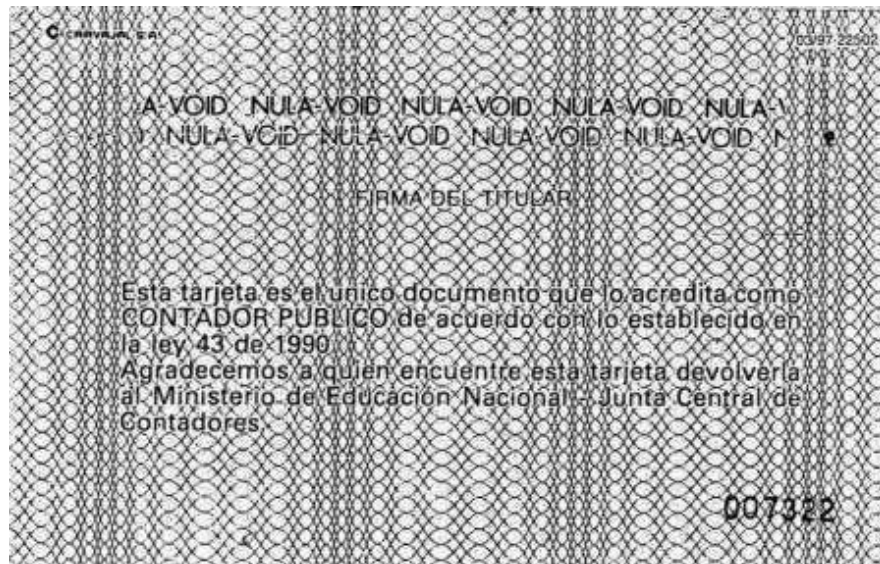 C-CARVAJAL S.A.
03/97 22502
A-VOID NULA-VOID NULA-VOID NULA-VOID NULA-V
) NULA-VOID NULA-VOID NULA-VOID NULA-VOID N
FIRMA DEL TITULAR
Esta tarjeta es el unico documento que lo acredita como
CONTADOR PUBLICO de acuerdo con lo establecido en
la ley 43 de 1990
Agradecemos a quien encuentre esta tarjeta devolverla
al Ministerio de Educación Nacional - Junta Central de
Contadores.
007322